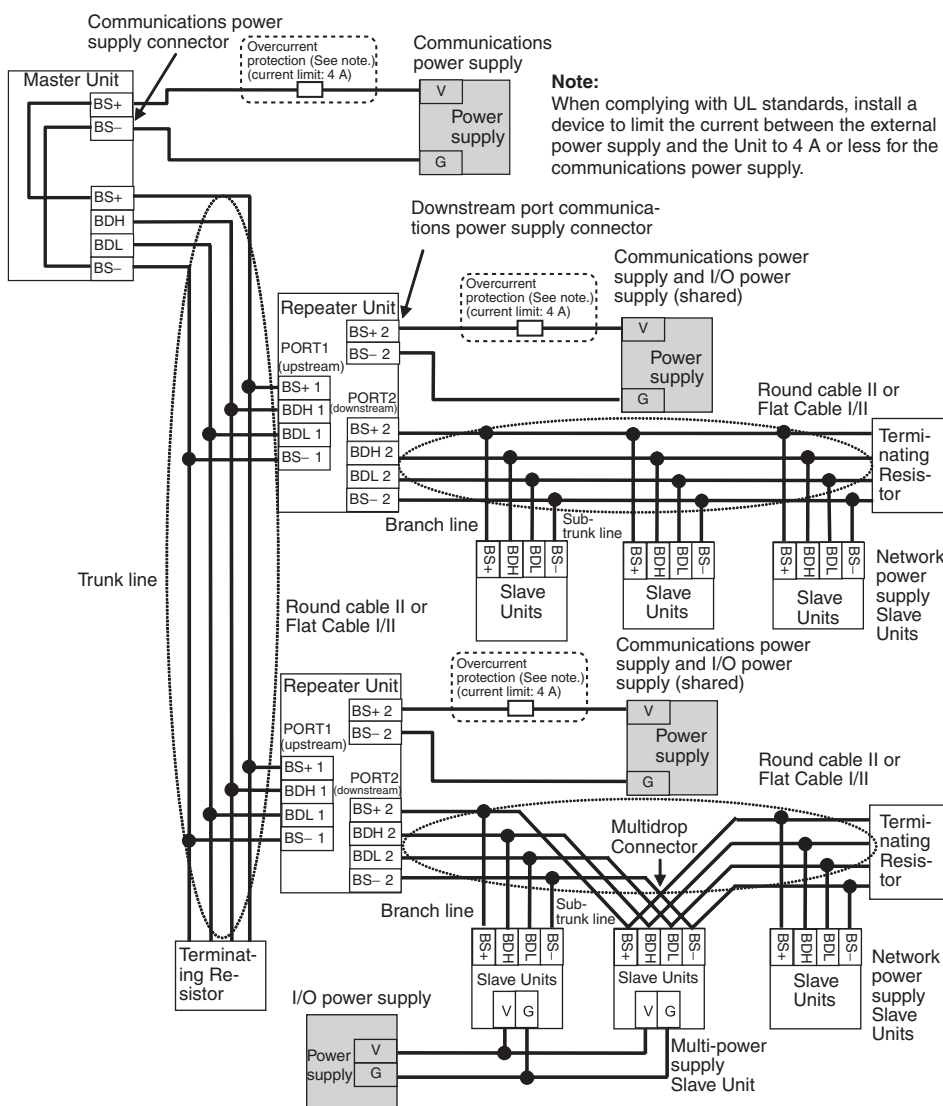 Communications power
supply connector
Overcurrent
protection (See note.)
(current limit: 4 A)
Communications
power supply
Master Unit
BS+
BS−
V
Power
supply
G
Note:
When complying with UL standards, install a
device to limit the current between the external
power supply and the Unit to 4 A or less for the
communications power supply.
BS+
BDH
BDL
BS−
Downstream port communica-
tions power supply connector
Communications power
supply and I/O power
supply (shared)
Overcurrent
protection (See note.)
(current limit: 4 A)
Repeater Unit
BS+ 2
BS− 2
V
Power
supply
G
PORT1
(upstream)
BS+ 1
BDH 1
BDL 1
BS− 1
PORT2
(downstream)
BS+ 2
BDH 2
BDL 2
BS− 2
Round cable II or
Flat Cable I/II
Termi-
nating
Resis-
tor
Branch line
Sub-
trunk line
BS+
BDH
BDL
BS−
Slave
Units
BS+
BDH
BDL
BS−
Slave
Units
BS+
BDH
BDL
BS−
Slave
Units
Network
power
supply
Slave
Units
Trunk line
Round cable II or
Flat Cable I/II
Communications power
supply and I/O power
supply (shared)
Overcurrent
protection (See note.)
(current limit: 4 A)
Repeater Unit
BS+ 2
BS− 2
V
Power
supply
G
PORT1
(upstream)
BS+ 1
BDH 1
BDL 1
BS− 1
PORT2
(downstream)
BS+ 2
BDH 2
BDL 2
BS− 2
Round cable II or
Flat Cable I/II
Multidrop
Connector
Termi-
nating
Resis-
tor
Branch line
Sub-
trunk line
BS+
BDH
BDL
BS−
Slave Units
V
G
BS+
BDH
BDL
BS−
Slave Units
V
G
BS+
BDH
BDL
BS−
Slave
Units
Network
power
supply
Slave
Units
Terminat-
ing Re-
sistor
I/O power supply
Power
supply
V
G
Multi-power
supply
Slave Unit